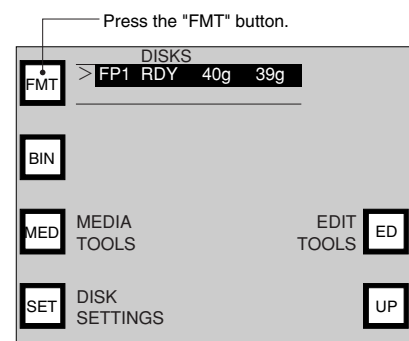 Press the "FMT" button.
DISKS
FMT
> FP1 RDY 40g 39g
BIN
MED MEDIA TOOLS
EDIT TOOLS ED
SET DISK SETTINGS
UP